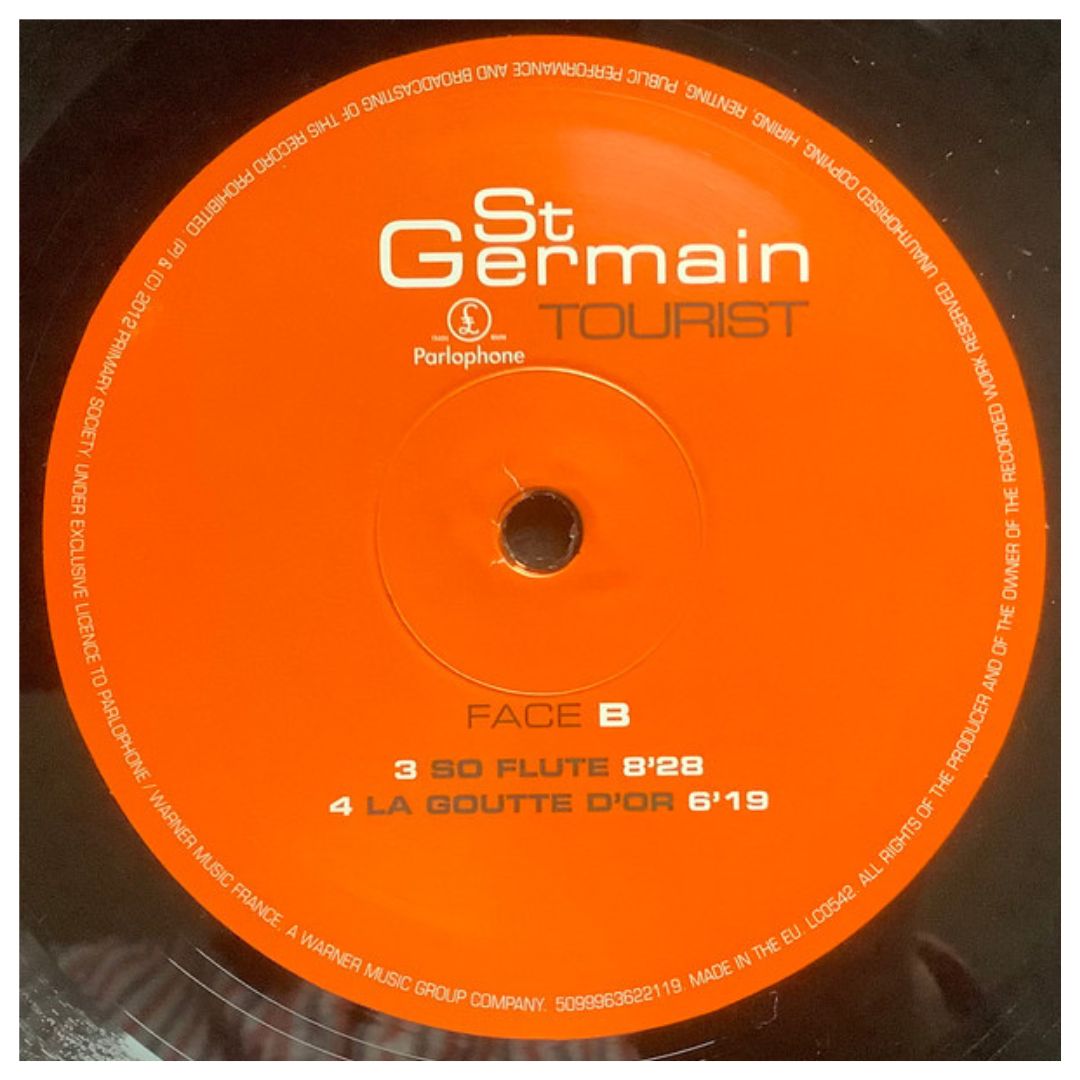 St
Germain
TOURIST
TRADE MARK
Parlophone
FACE B
3 SO FLUTE 8'28
4 LA GOUTTE D'OR 6'19
(P) & (C) 2012 PRIMARY SOCIETY, UNDER EXCLUSIVE LICENCE TO PARLOPHONE / WARNER MUSIC FRANCE, A WARNER MUSIC GROUP COMPANY. 5099963622119. MADE IN THE EU. LC0542. ALL RIGHTS OF THE PRODUCER AND OF THE OWNER OF THE RECORDED WORK RESERVED. UNAUTHORISED COPYING, HIRING, RENTING, PUBLIC PERFORMANCE AND BROADCASTING OF THIS RECORD PROHIBITED.